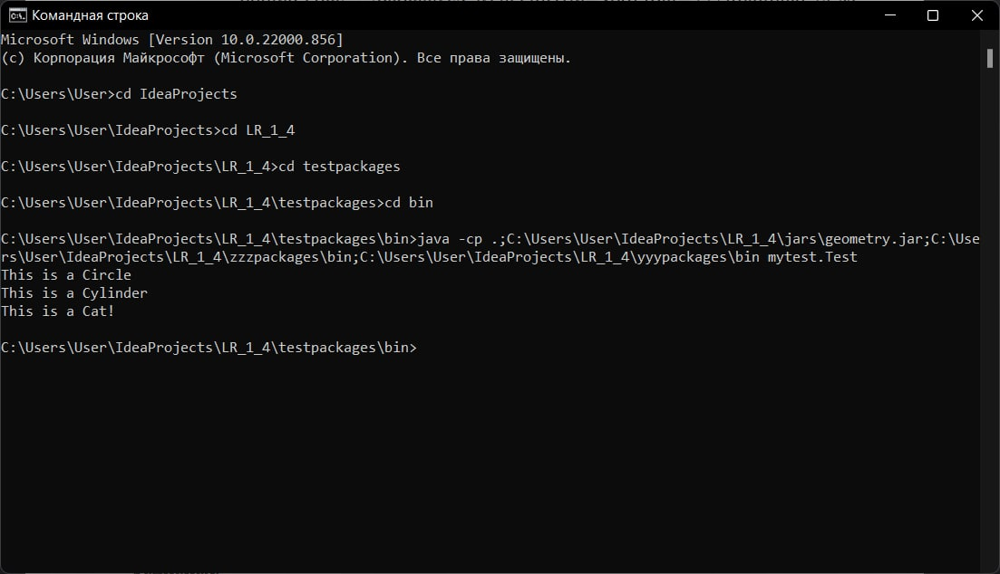 Командная строка
Microsoft Windows [Version 10.0.22000.856]
(c) Корпорация Майкрософт (Microsoft Corporation). Все права защищены.
C:\Users\User>cd IdeaProjects
C:\Users\User\IdeaProjects>cd LR_1_4
C:\Users\User\IdeaProjects\LR_1_4>cd testpackages
C:\Users\User\IdeaProjects\LR_1_4\testpackages>cd bin
C:\Users\User\IdeaProjects\LR_1_4\testpackages\bin>java -cp .;C:\Users\User\IdeaProjects\LR_1_4\jars\geometry.jar;C:\Use
rs\User\IdeaProjects\LR_1_4\zzzpackages\bin;C:\Users\User\IdeaProjects\LR_1_4\yyypackages\bin mytest.Test
This is a Circle
This is a Cylinder
This is a Cat!
C:\Users\User\IdeaProjects\LR_1_4\testpackages\bin>